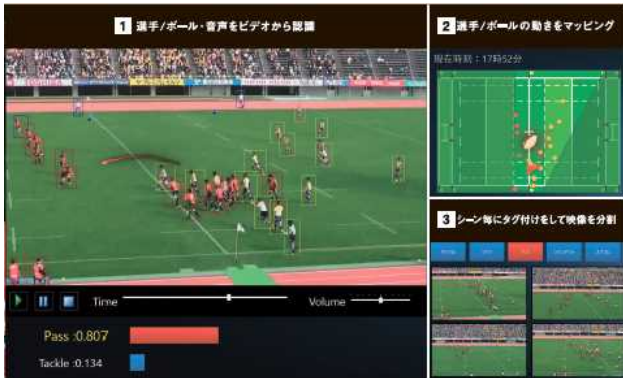 1 選手/ボール・音声をビデオから認識
TOSHIBA
Time
Volume
Pass :0.807
Tackle :0.134
2 選手/ボールの動きをマッピング
現在時刻:17時52分
3 シーン毎にタグ付けをして映像を分割